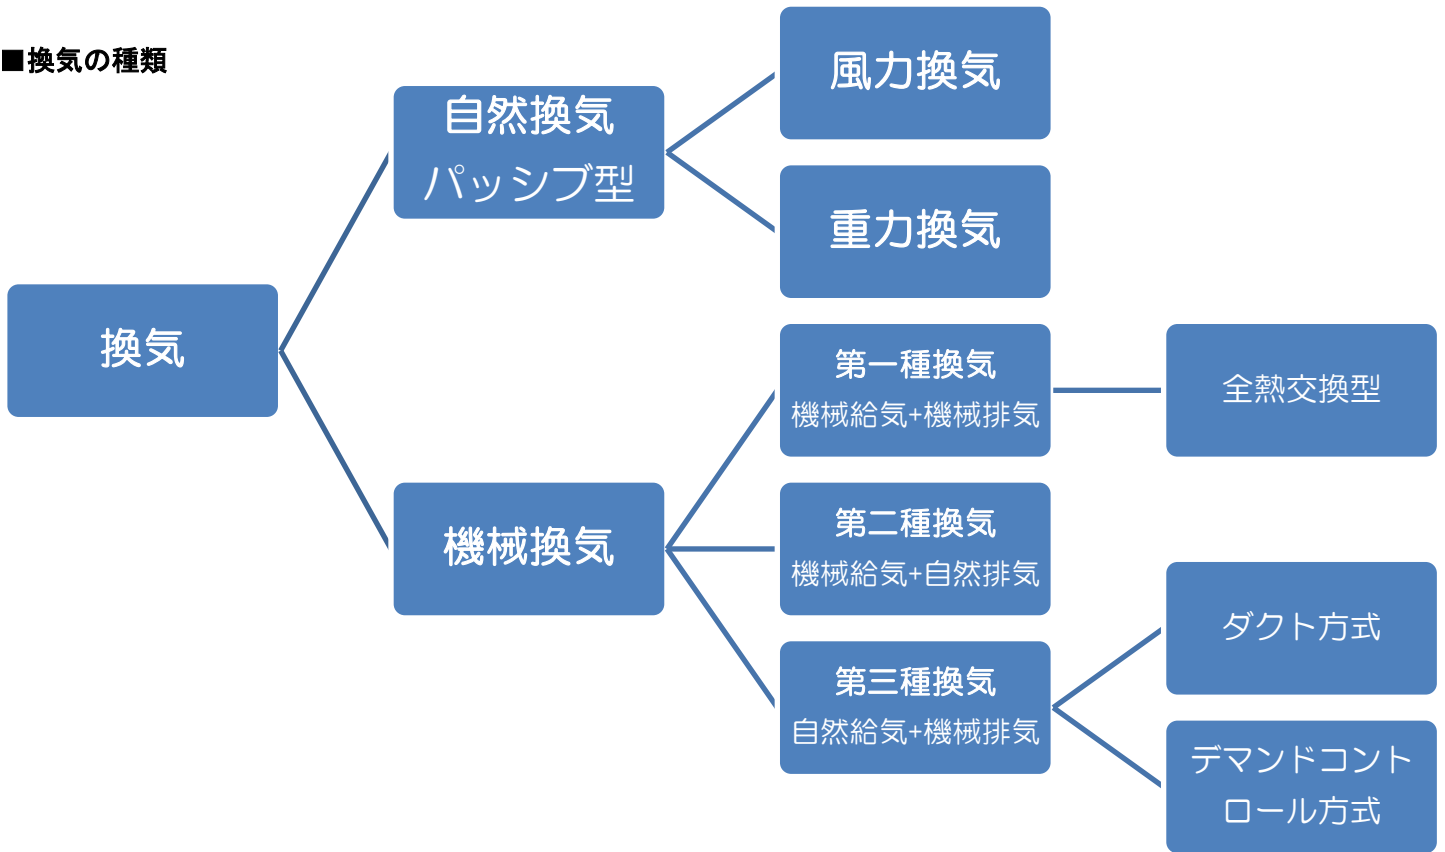 ■換気の種類
換気
自然換気
パッシブ型
風力換気
重力換気
機械換気
第一種換気
機械給気+機械排気
全熱交換型
第二種換気
機械給気+自然排気
第三種換気
自然給気+機械排気
ダクト方式
デマンドコント
ロール方式